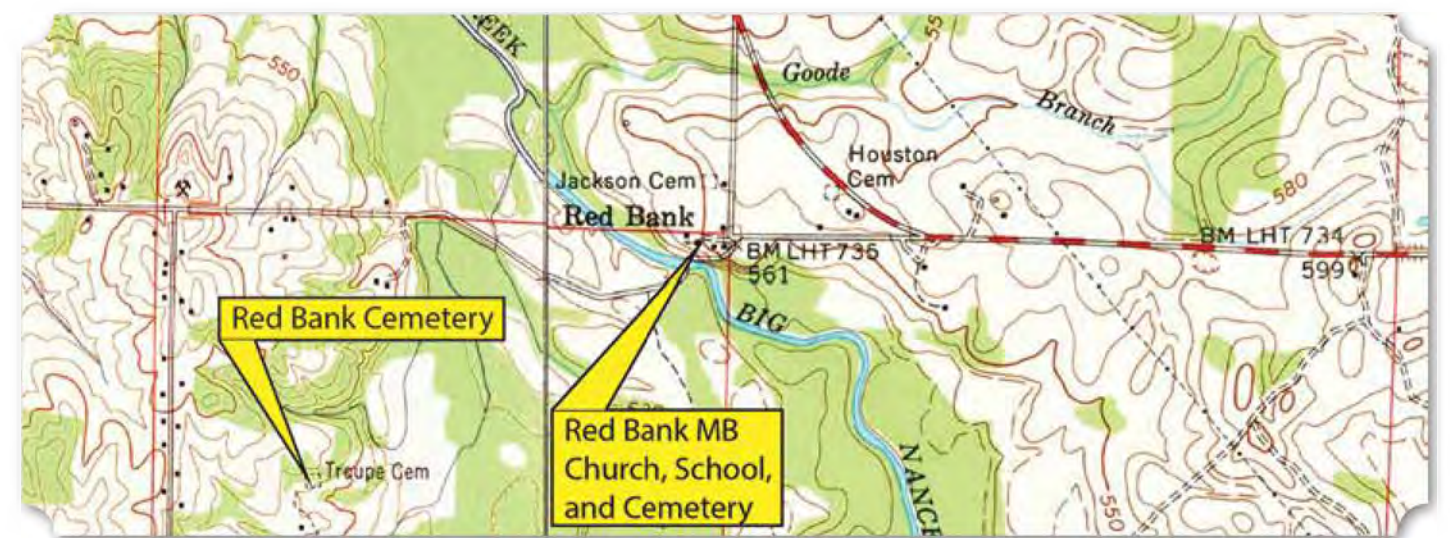 EEK
550
Goode
Branch
Houston
Cem
Jackson Cem
580
Red Bank
BM LHT 734
BM LHT 735
599
561
Red Bank Cemetery
BIG
Red Bank MB
Church, School,
and Cemetery
Troupe Cem
NANCE
550